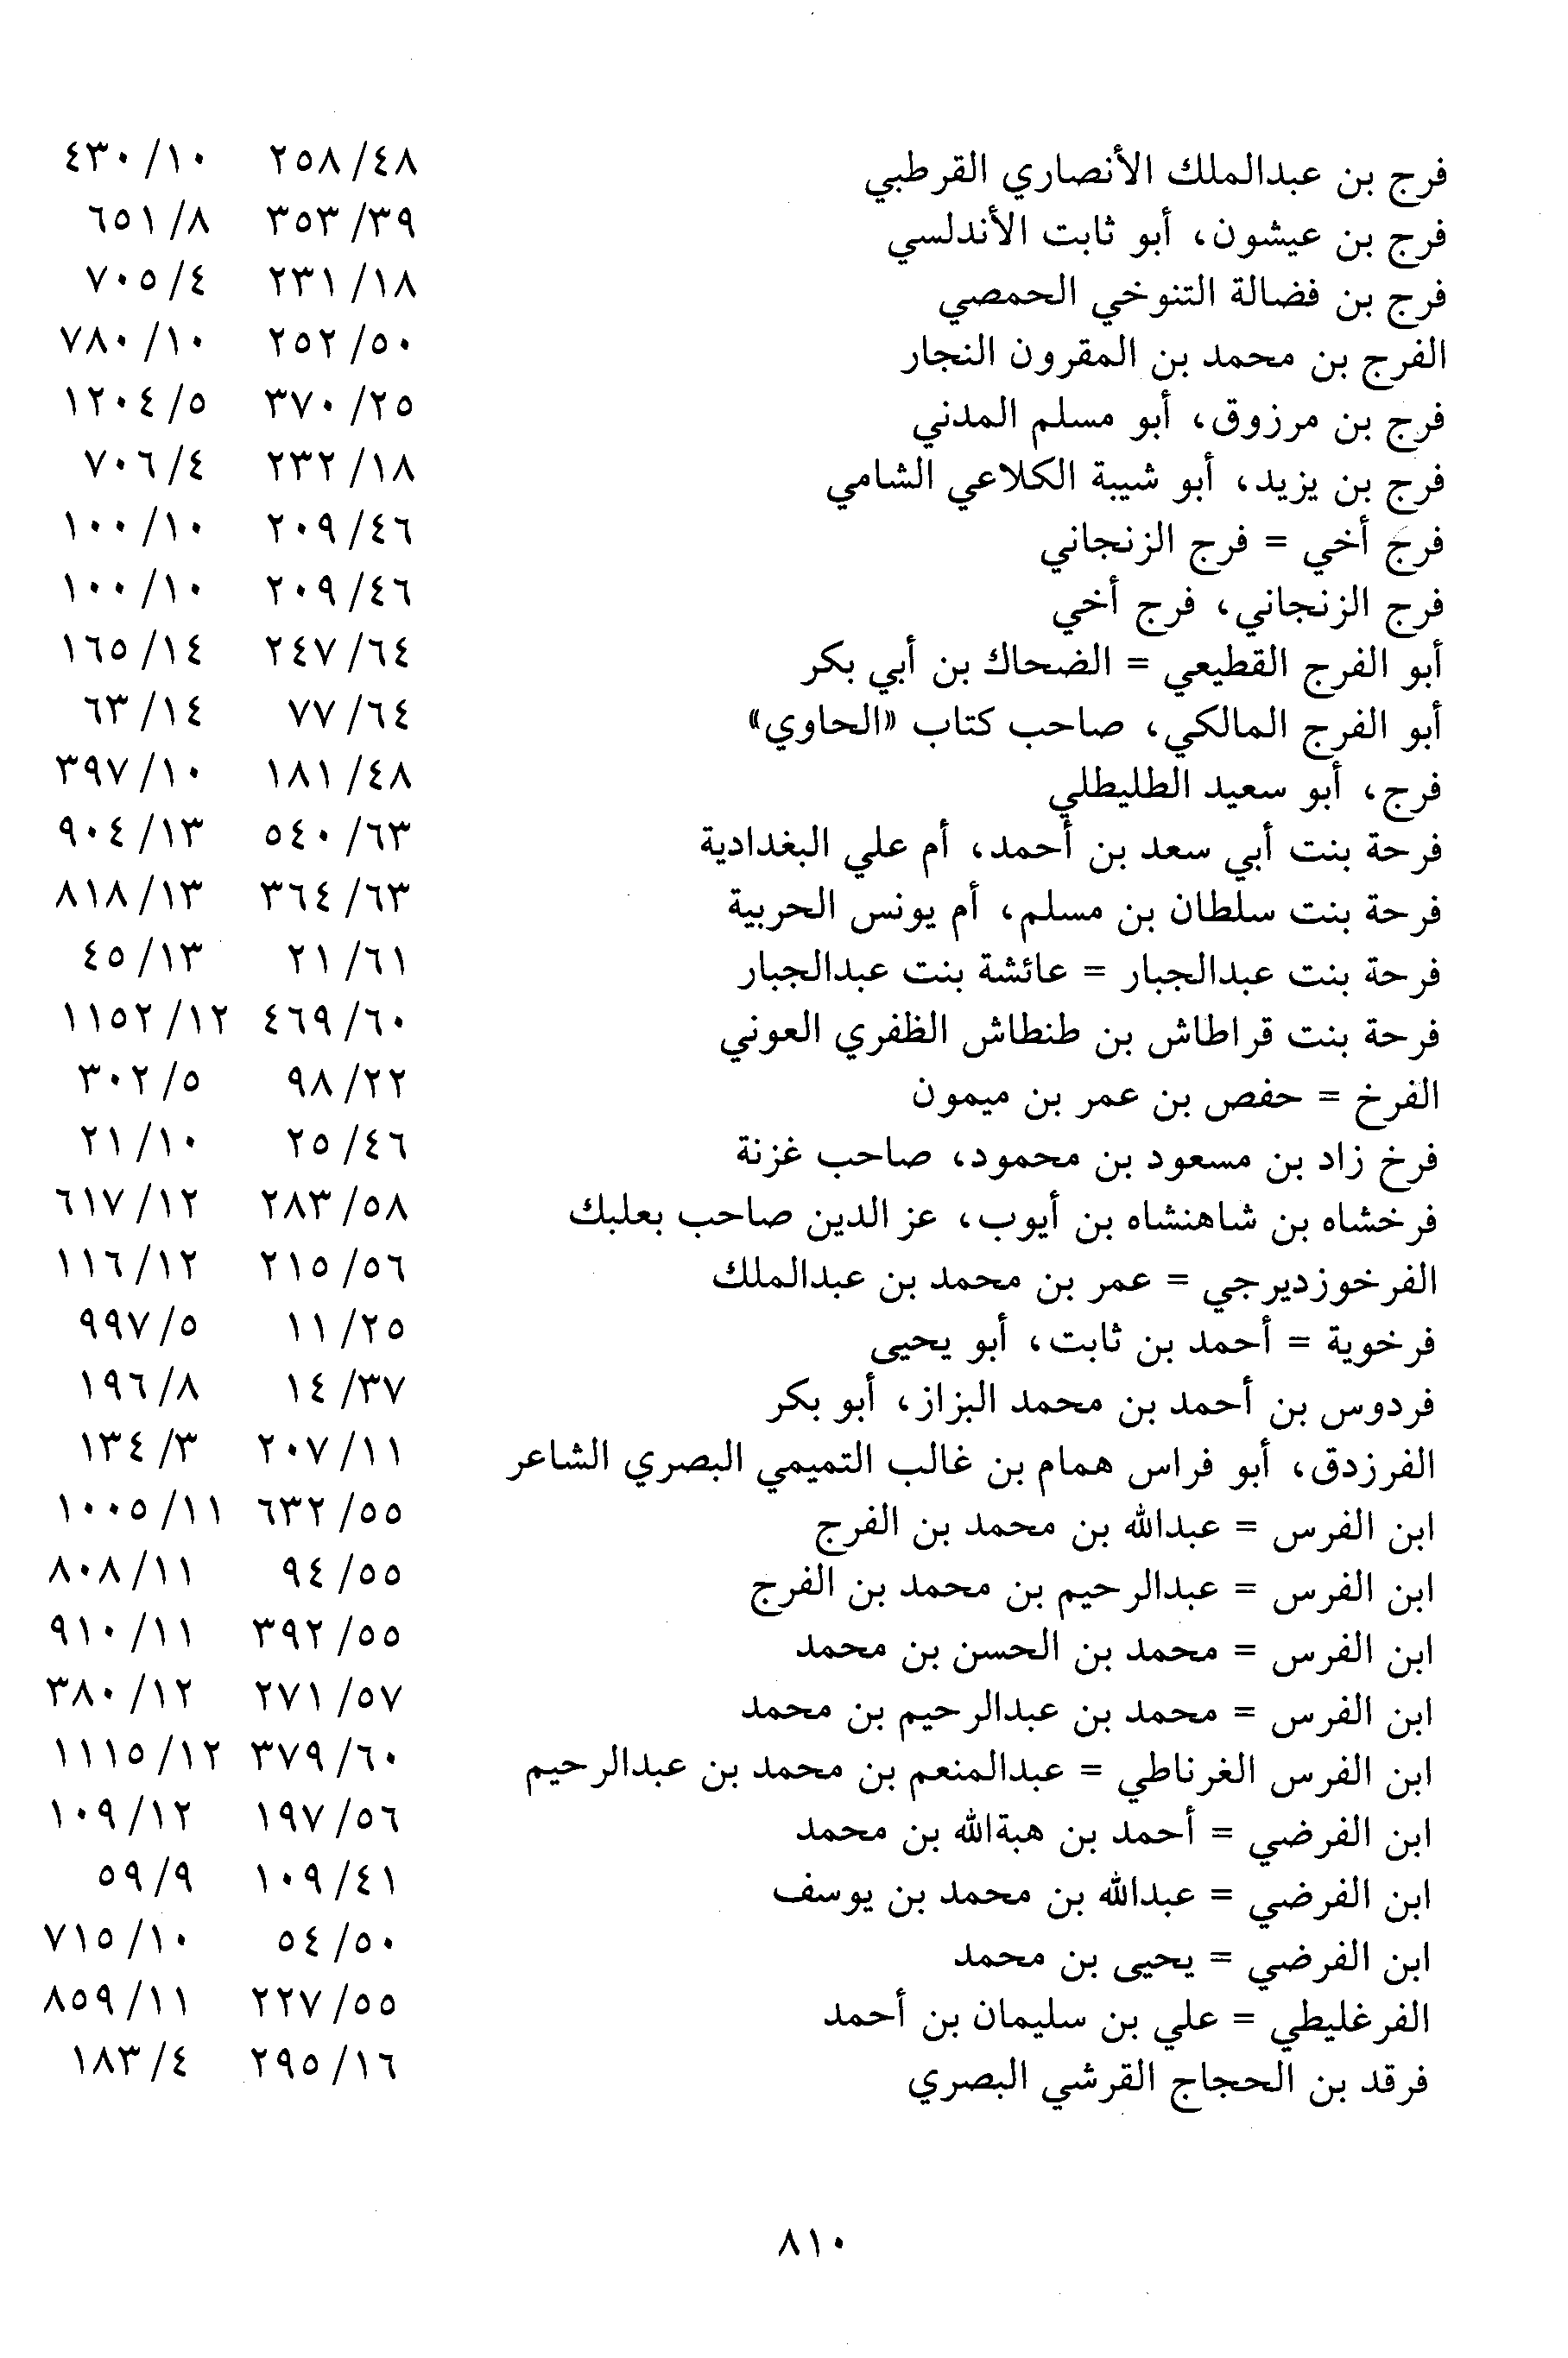 فرج بن عبدالملك الأنصاري القرطبي ٢٥٨/٤٨ ٤٣٠/١٠
فرج بن عيشون، أبو ثابت الأندلسي ٣٥٣/٣٩ ٦٥١/٨
فرج بن فضالة التنوخي الحمصي ٢٣١/١٨ ٧٠٥/٤
الفرج بن محمد بن المقرون النجار ٢٥٢/٥٠ ٧٨٠/١٠
فرج بن مرزوق، أبو مسلم المدني ٣٧٠/٢٥ ١٢٠٤/٥
فرج بن يزيد، أبو شيبة الكلاعي الشامي ٢٣٢/١٨ ٧٠٦/٤
فرج أخي = فرج الزنجاني ٢٠٩/٤٦ ١٠٠/١٠
فرج الزنجاني، فرج أخي ٢٠٩/٤٦ ١٠٠/١٠
أبو الفرج القطيعي = الضحاك بن أبي بكر ٢٤٧/٦٤ ١٦٥/١٤
أبو الفرج المالكي، صاحب كتاب «الحاوي» ٧٧/٦٤ ٦٣/١٤
فرج، أبو سعيد الطليطلي ١٨١/٤٨ ٣٩٧/١٠
فرحة بنت أبي سعد بن أحمد، أم علي البغدادية ٥٤٠/٦٣ ٩٠٤/١٣
فرحة بنت سلطان بن مسلم، أم يونس الحربية ٣٦٤/٦٣ ٨١٨/١٣
فرحة بنت عبدالجبار = عائشة بنت عبدالجبار ٢١/٦١ ٤٥/١٣
فرحة بنت قراطاش بن طنطاش الظفري العوني ٤٦٩/٦٠ ١١٥٢/١٢
الفرخ = حفص بن عمر بن ميمون ٩٨/٢٢ ٣٠٢/٥
فرخ زاد بن مسعود بن محمود، صاحب غزنة ٢٥/٤٦ ٢١/١٠
فرخشاه بن شاهنشاه بن أيوب، عز الدين صاحب بعلبك ٢٨٣/٥٨ ٦١٧/١٢
الفرخوزديرجي = عمر بن محمد بن عبدالملك ٢١٥/٥٦ ١١٦/١٢
فرخوية = أحمد بن ثابت، أبو يحيى ١١/٢٥ ٩٩٧/٥
فردوس بن أحمد بن محمد البزاز، أبو بكر ١٤/٣٧ ١٩٦/٨
الفرزدق، أبو فراس همام بن غالب التميمي البصري الشاعر ٢٠٧/١١ ١٣٤/٣
ابن الفرس = عبدالله بن محمد بن الفرج ٦٣٢/٥٥ ١٠٠٥/١١
ابن الفرس = عبدالرحيم بن محمد بن الفرج ٩٤/٥٥ ٨٠٨/١١
ابن الفرس = محمد بن الحسن بن محمد ٣٩٢/٥٥ ٩١٠/١١
ابن الفرس = محمد بن عبدالرحيم بن محمد ٢٧١/٥٧ ٣٨٠/١٢
ابن الفرس الغرناطي = عبدالمنعم بن محمد بن عبدالرحيم ٣٧٩/٦٠ ١١١٥/١٢
ابن الفرضي = أحمد بن هبةالله بن محمد ١٩٧/٥٦ ١٠٩/١٢
ابن الفرضي = عبدالله بن محمد بن يوسف ١٠٩/٤١ ٥٩/٩
ابن الفرضي = يحيى بن محمد ٥٤/٥٠ ٧١٥/١٠
الفرغليطي = علي بن سليمان بن أحمد ٢٢٧/٥٥ ٨٥٩/١١
فرقد بن الحجاج القرشي البصري ٢٩٥/١٦ ١٨٣/٤
٨١٠